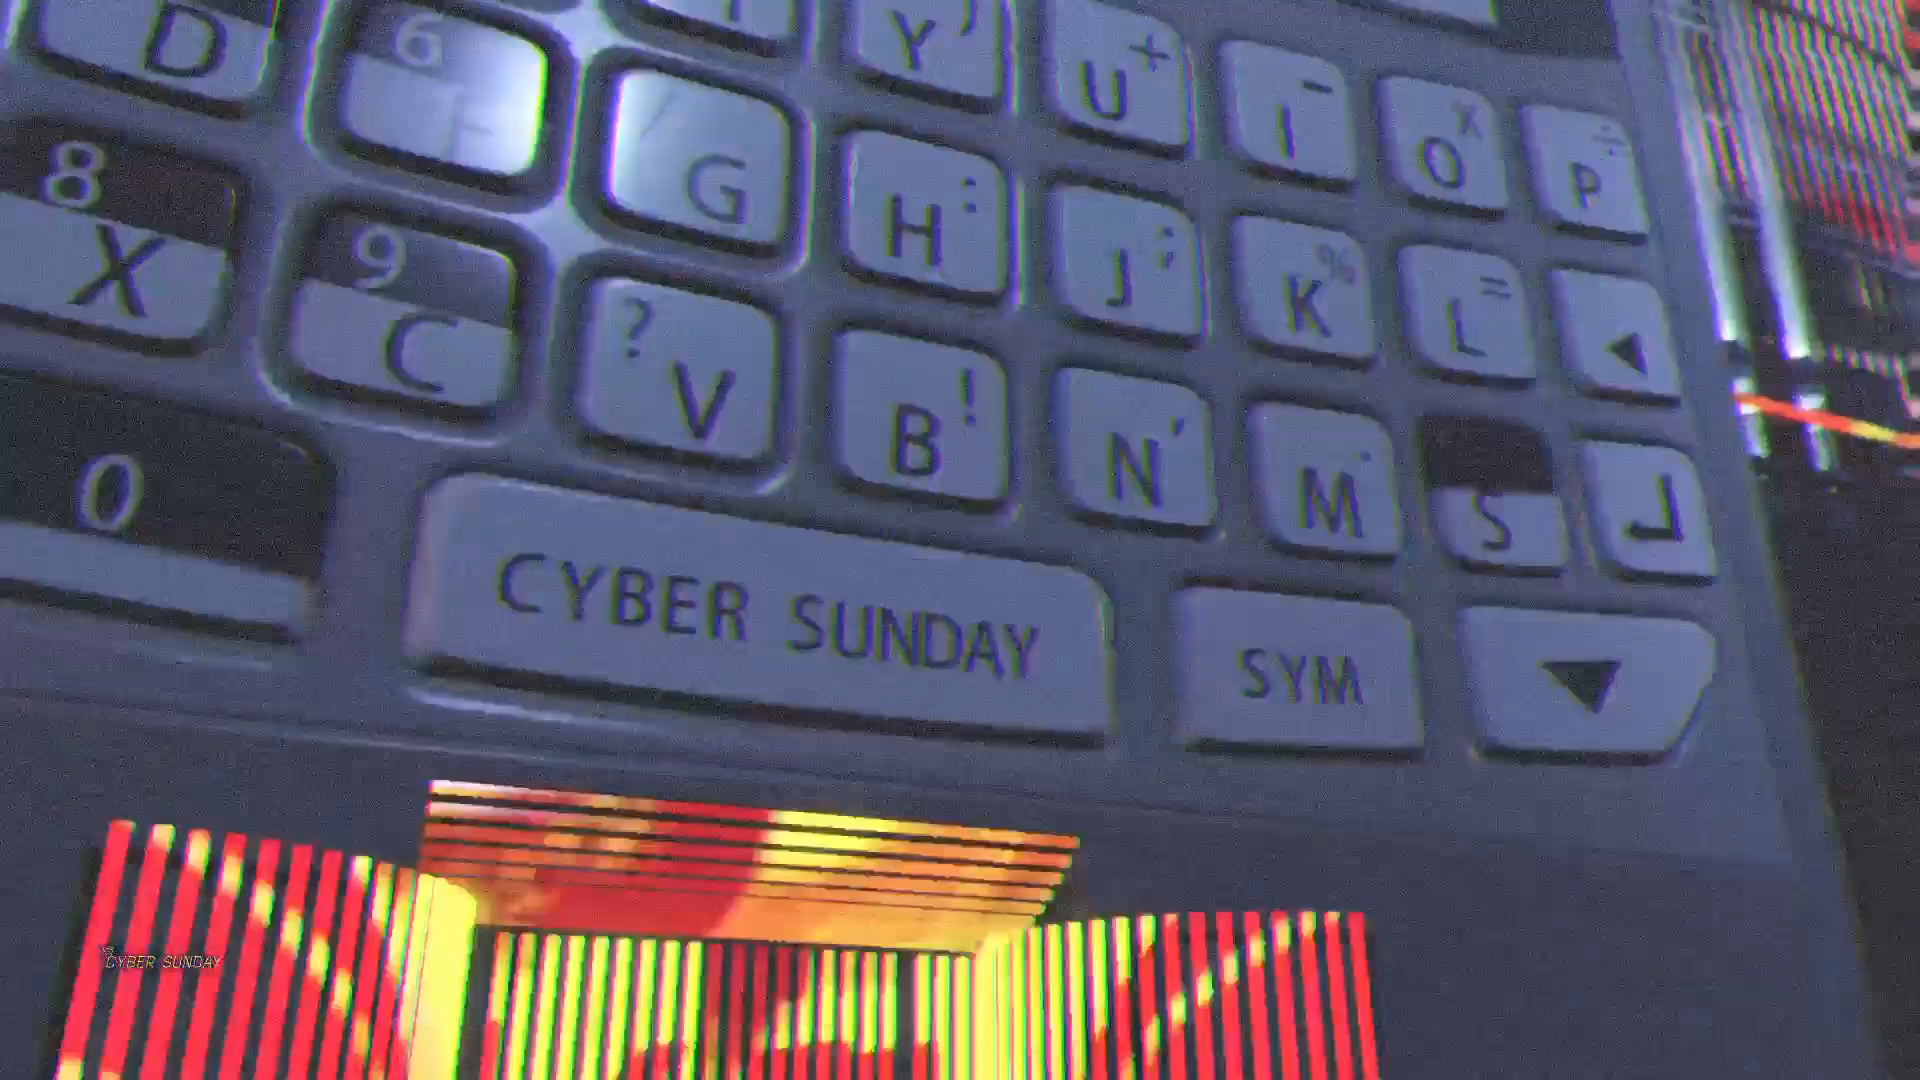 D 6 Y ) U + I - O X P ÷
8 G H : J ; K % L = ◀
X 9 C ? V B ! N ' M . S ┘
0 CYBER SUNDAY SYM ▼
CYBER SUNDAY